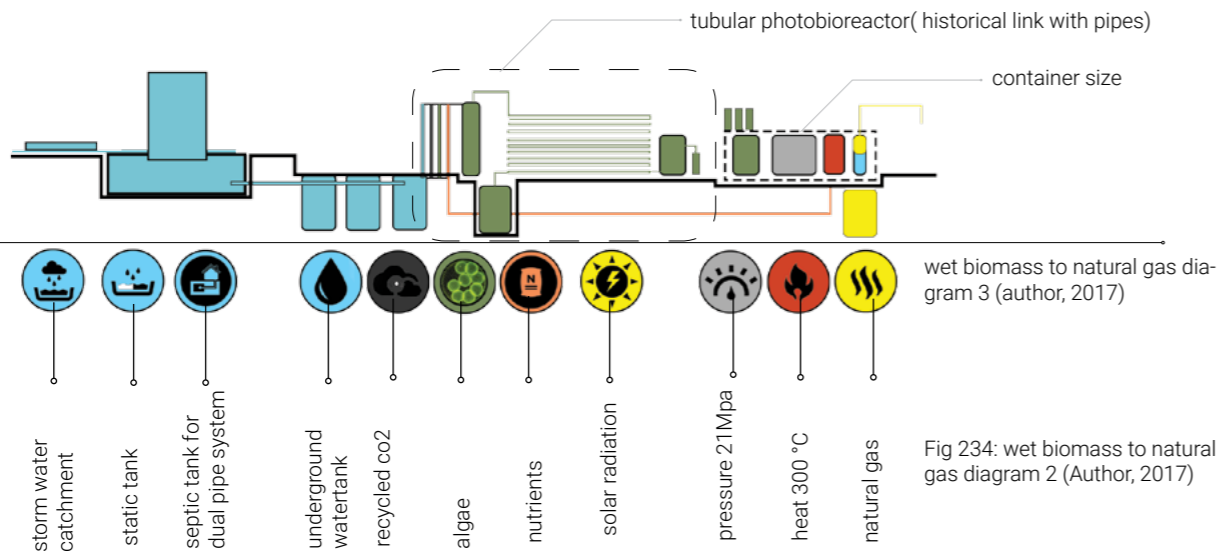 tubular photobioreactor( historical link with pipes)
container size
wet biomass to natural gas dia-
gram 3 (author, 2017)
N
storm water
catchment
static tank
septic tank for
dual pipe system
underground
watertank
recycled co2
algae
nutrients
solar radiation
pressure 21Mpa
heat 300 °C
natural gas
Fig 234: wet biomass to natural
gas diagram 2 (Author, 2017)